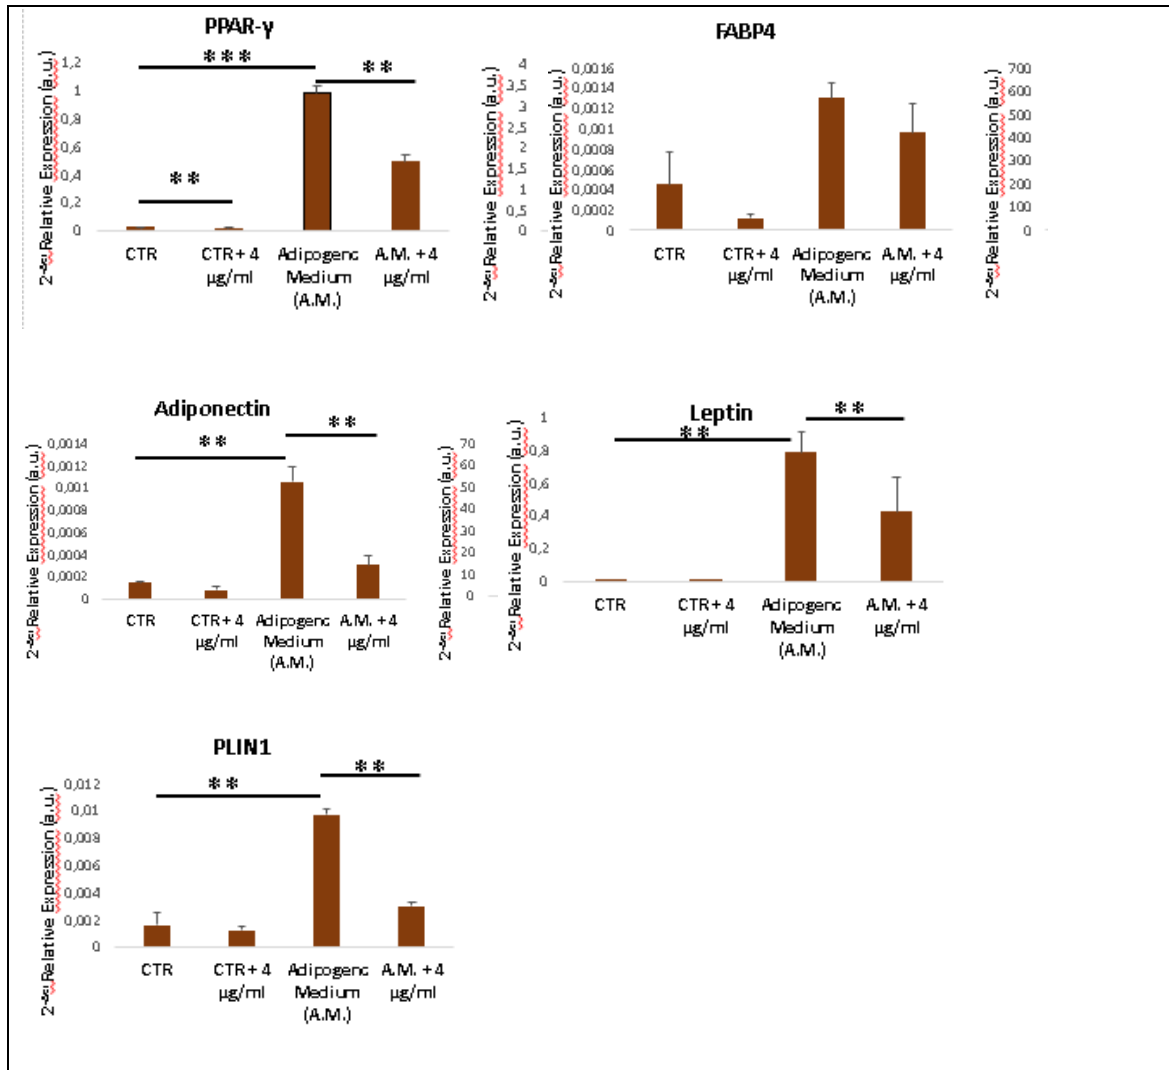 PPAR-γ
2-Δct Relative Expression (a.u.)
1,2
1
0,8
0,6
0,4
0,2
0
***
**
**
CTR
CTR + 4 µg/ml
Adipogenc Medium (A.M.)
A.M. + 4 µg/ml
2-Δct Relative Expression (a.u.)
4
3,5
3
2,5
2
1,5
1
0,5
0
FABP4
2-Δct Relative Expression (a.u.)
0,0016
0,0014
0,0012
0,001
0,0008
0,0006
0,0004
0,0002
0
CTR
CTR + 4 µg/ml
Adipogenc Medium (A.M.)
A.M. + 4 µg/ml
2-Δct Relative Expression (a.u.)
700
600
500
400
300
200
100
0
Adiponectin
2-Δct Relative Expression (a.u.)
0,0014
0,0012
0,001
0,0008
0,0006
0,0004
0,0002
0
**
**
CTR
CTR + 4 µg/ml
Adipogenc Medium (A.M.)
A.M. + 4 µg/ml
2-Δct Relative Expression (a.u.)
70
60
50
40
30
20
10
0
Leptin
2-Δct Relative Expression (a.u.)
1
0,8
0,6
0,4
0,2
0
**
**
CTR
CTR + 4 µg/ml
Adipogenc Medium (A.M.)
A.M. + 4 µg/ml
PLIN1
2-Δct Relative Expression (a.u.)
0,012
0,01
0,008
0,006
0,004
0,002
0
**
**
CTR
CTR + 4 µg/ml
Adipogenc Medium (A.M.)
A.M. + 4 µg/ml